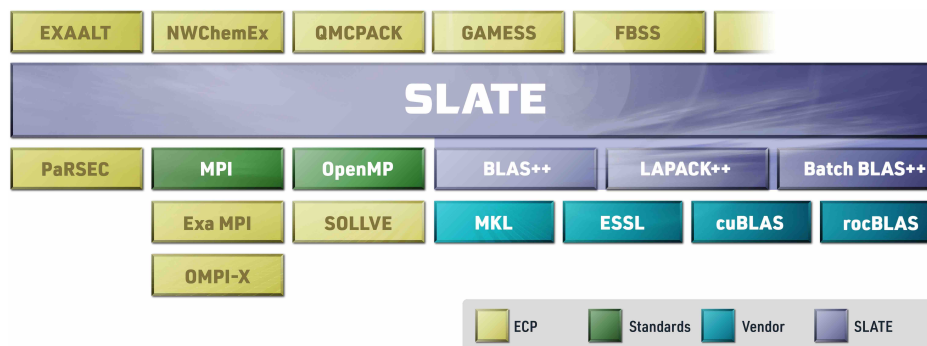 EXAALT NWChemEx QMCPACK GAMESS FBSS
SLATE
PaRSEC MPI OpenMP BLAS++ LAPACK++ Batch BLAS++
Exa MPI SOLLVE MKL ESSL cuBLAS rocBLAS
OMPI-X
ECP Standards Vendor SLATE